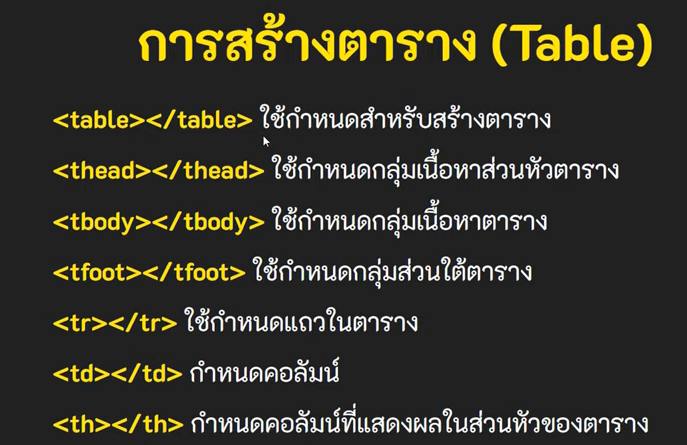 การสร้างตาราง (Table)
<table></table> ใช้กำหนดสำหรับสร้างตาราง
<thead></thead> ใช้กำหนดกลุ่มเนื้อหาส่วนหัวตาราง
<tbody></tbody> ใช้กำหนดกลุ่มเนื้อหาตาราง
<tfoot></tfoot> ใช้กำหนดกลุ่มส่วนใต้ตาราง
<tr></tr> ใช้กำหนดแถวในตาราง
<td></td> กำหนดคอลัมน์
<th></th> กำหนดคอลัมน์ที่แสดงผลในส่วนหัวของตาราง